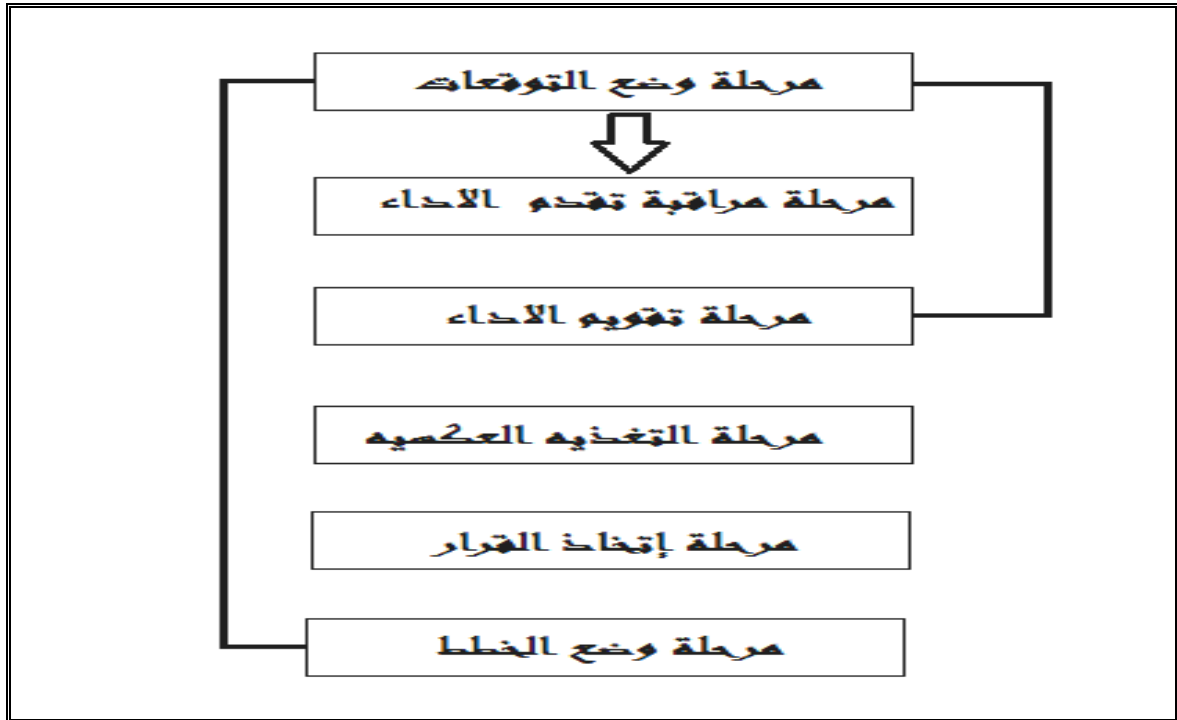 مرحلة وضع التوقعات
مرحلة مراقبة تقدم الاداء
مرحلة تقويم الاداء
مرحلة التغذيه العكسيه
مرحلة إتخاذ القرار
مرحلة وضع الخطط